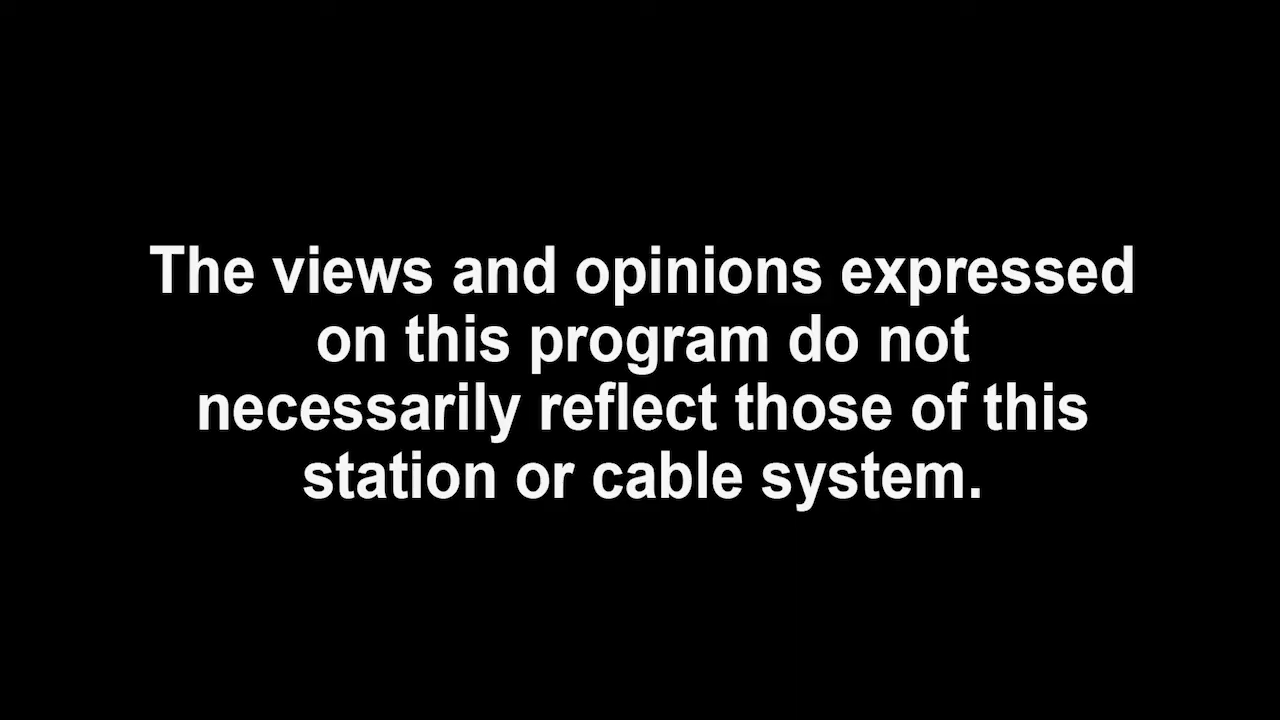 The views and opinions expressed
on this program do not
necessarily reflect those of this
station or cable system.